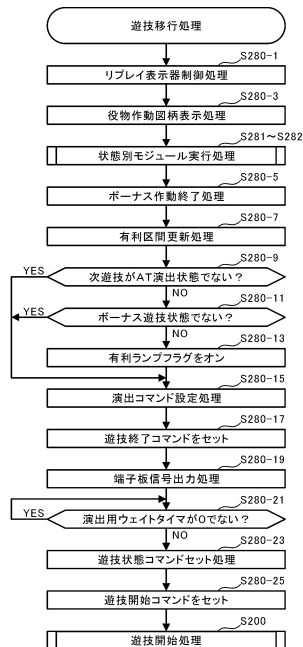 遊技移行処理
S280-1
リプレイ表示器制御処理
S280-3
役物作動図柄表示処理
S281～S282
状態別モジュール実行処理
S280-5
ボーナス作動終了処理
S280-7
有利区間更新処理
S280-9
YES
次遊技がAT演出状態でない？
NO
S280-11
YES
ボーナス遊技状態でない？
NO
S280-13
有利ランプフラグをオン
S280-15
演出コマンド設定処理
S280-17
遊技終了コマンドをセット
S280-19
端子板信号出力処理
S280-21
YES
演出用ウェイトタイマが0でない？
NO
S280-23
遊技状態コマンドセット処理
S280-25
遊技開始コマンドをセット
S200
遊技開始処理